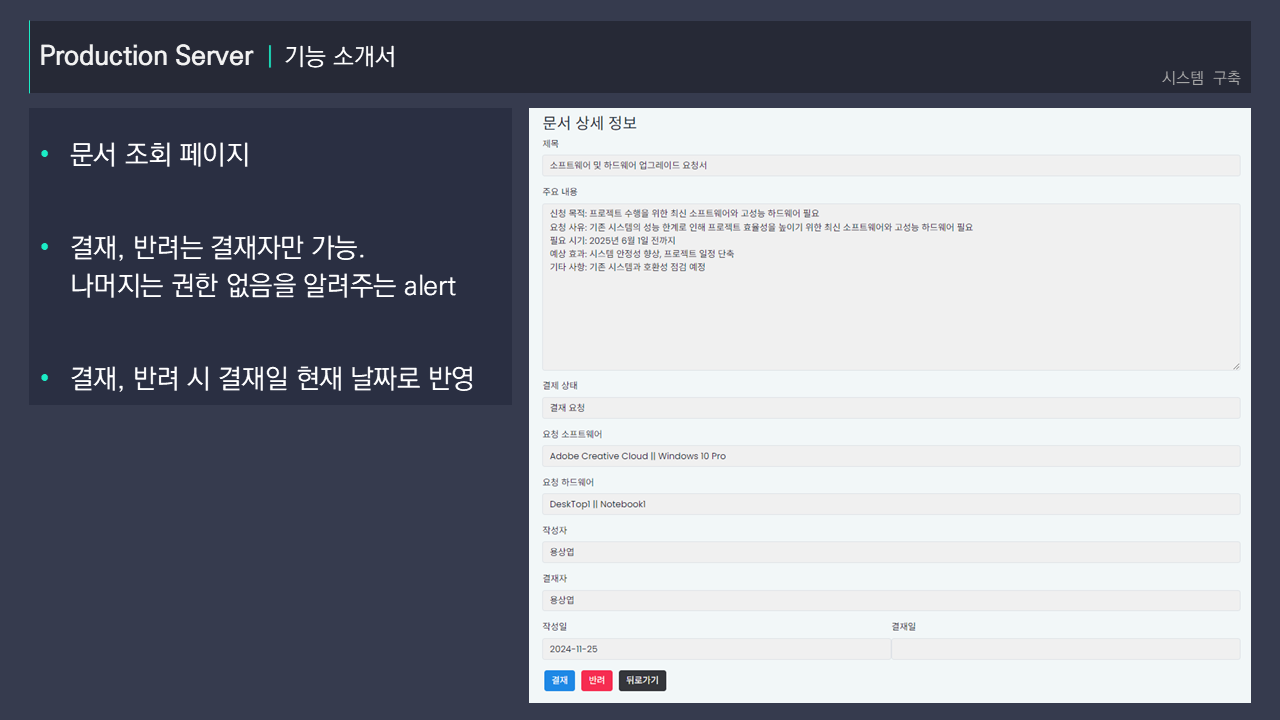 Production Server | 기능 소개서
시스템 구축
• 문서 조회 페이지
• 결재, 반려는 결재자만 가능.
나머지는 권한 없음을 알려주는 alert
• 결재, 반려 시 결재일 현재 날짜로 반영
문서 상세 정보
제목
소프트웨어 및 하드웨어 업그레이드 요청서
주요 내용
신청 목적: 프로젝트 수행을 위한 최신 소프트웨어와 고성능 하드웨어 필요
요청 사유: 기존 시스템의 성능 한계로 인해 프로젝트 효율성을 높이기 위한 최신 소프트웨어와 고성능 하드웨어 필요
필요 시기: 2025년 6월 1일 전까지
예상 효과: 시스템 안정성 향상, 프로젝트 일정 단축
기타 사항: 기존 시스템과 호환성 점검 예정
결제 상태
결재 요청
요청 소프트웨어
Adobe Creative Cloud || Windows 10 Pro
요청 하드웨어
DeskTop1 || Notebook1
작성자
용상엽
결재자
용상엽
작성일 결재일
2024-11-25
결재 반려 뒤로가기